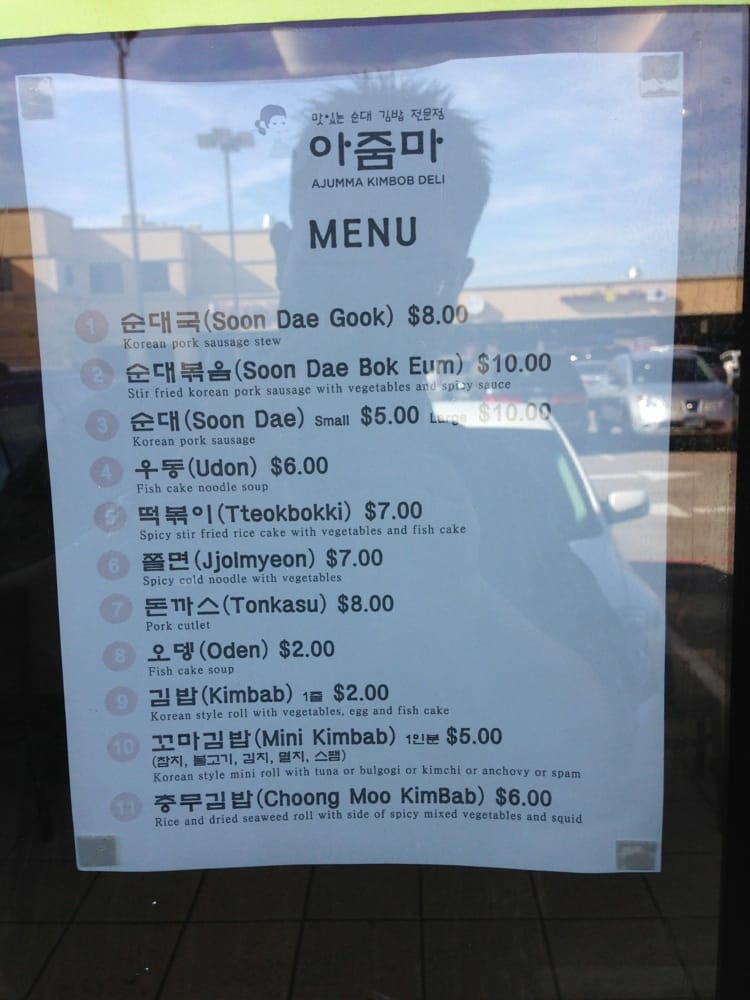 맛있는 순대 김밥 전문점
아줌마
AJUMMA KIMBOB DELI
MENU
1 순대국(Soon Dae Gook) $8.00
Korean pork sausage stew
2 순대볶음(Soon Dae Bok Eum) $10.00
Stir fried korean pork sausage with vegetables and spicy sauce
3 순대(Soon Dae) Small $5.00 Large $10.00
Korean pork sausage
4 우동(Udon) $6.00
Fish cake noodle soup
5 떡볶이(Tteokbokki) $7.00
Spicy stir fried rice cake with vegetables and fish cake
6 쫄면(Jjolmyeon) $7.00
Spicy cold noodle with vegetables
7 돈까스(Tonkasu) $8.00
Pork cutlet
8 오뎅(Oden) $2.00
Fish cake soup
9 김밥(Kimbab) 1줄 $2.00
Korean style roll with vegetables, egg and fish cake
10 꼬마김밥(Mini Kimbab) 1인분 $5.00
(참치, 불고기, 김치, 멸치, 스팸)
Korean style mini roll with tuna or bulgogi or kimchi or anchovy or spam
11 충무김밥(Choong Moo KimBab) $6.00
Rice and dried seaweed roll with side of spicy mixed vegetables and squid